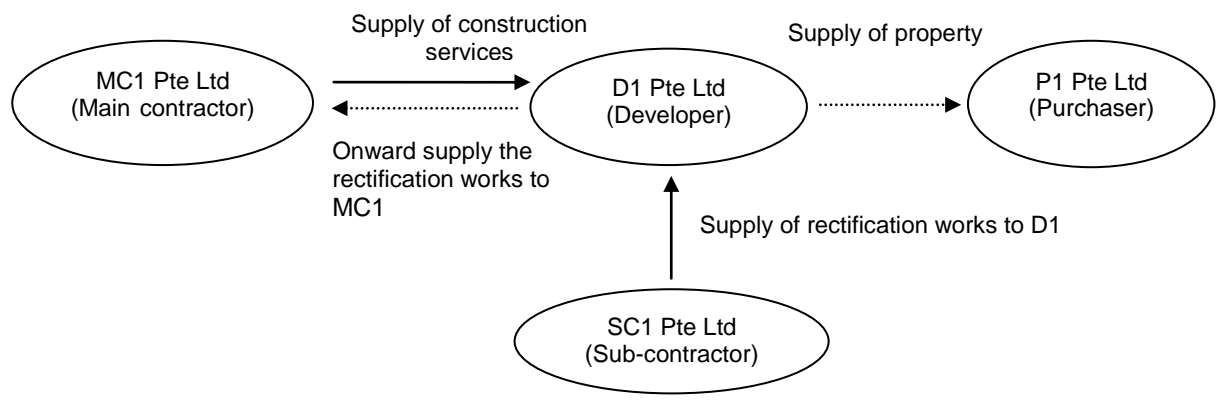 Supply of construction
services
Supply of property
MC1 Pte Ltd
(Main contractor)
D1 Pte Ltd
(Developer)
P1 Pte Ltd
(Purchaser)
Onward supply the
rectification works to
MC1
Supply of rectification works to D1
SC1 Pte Ltd
(Sub-contractor)